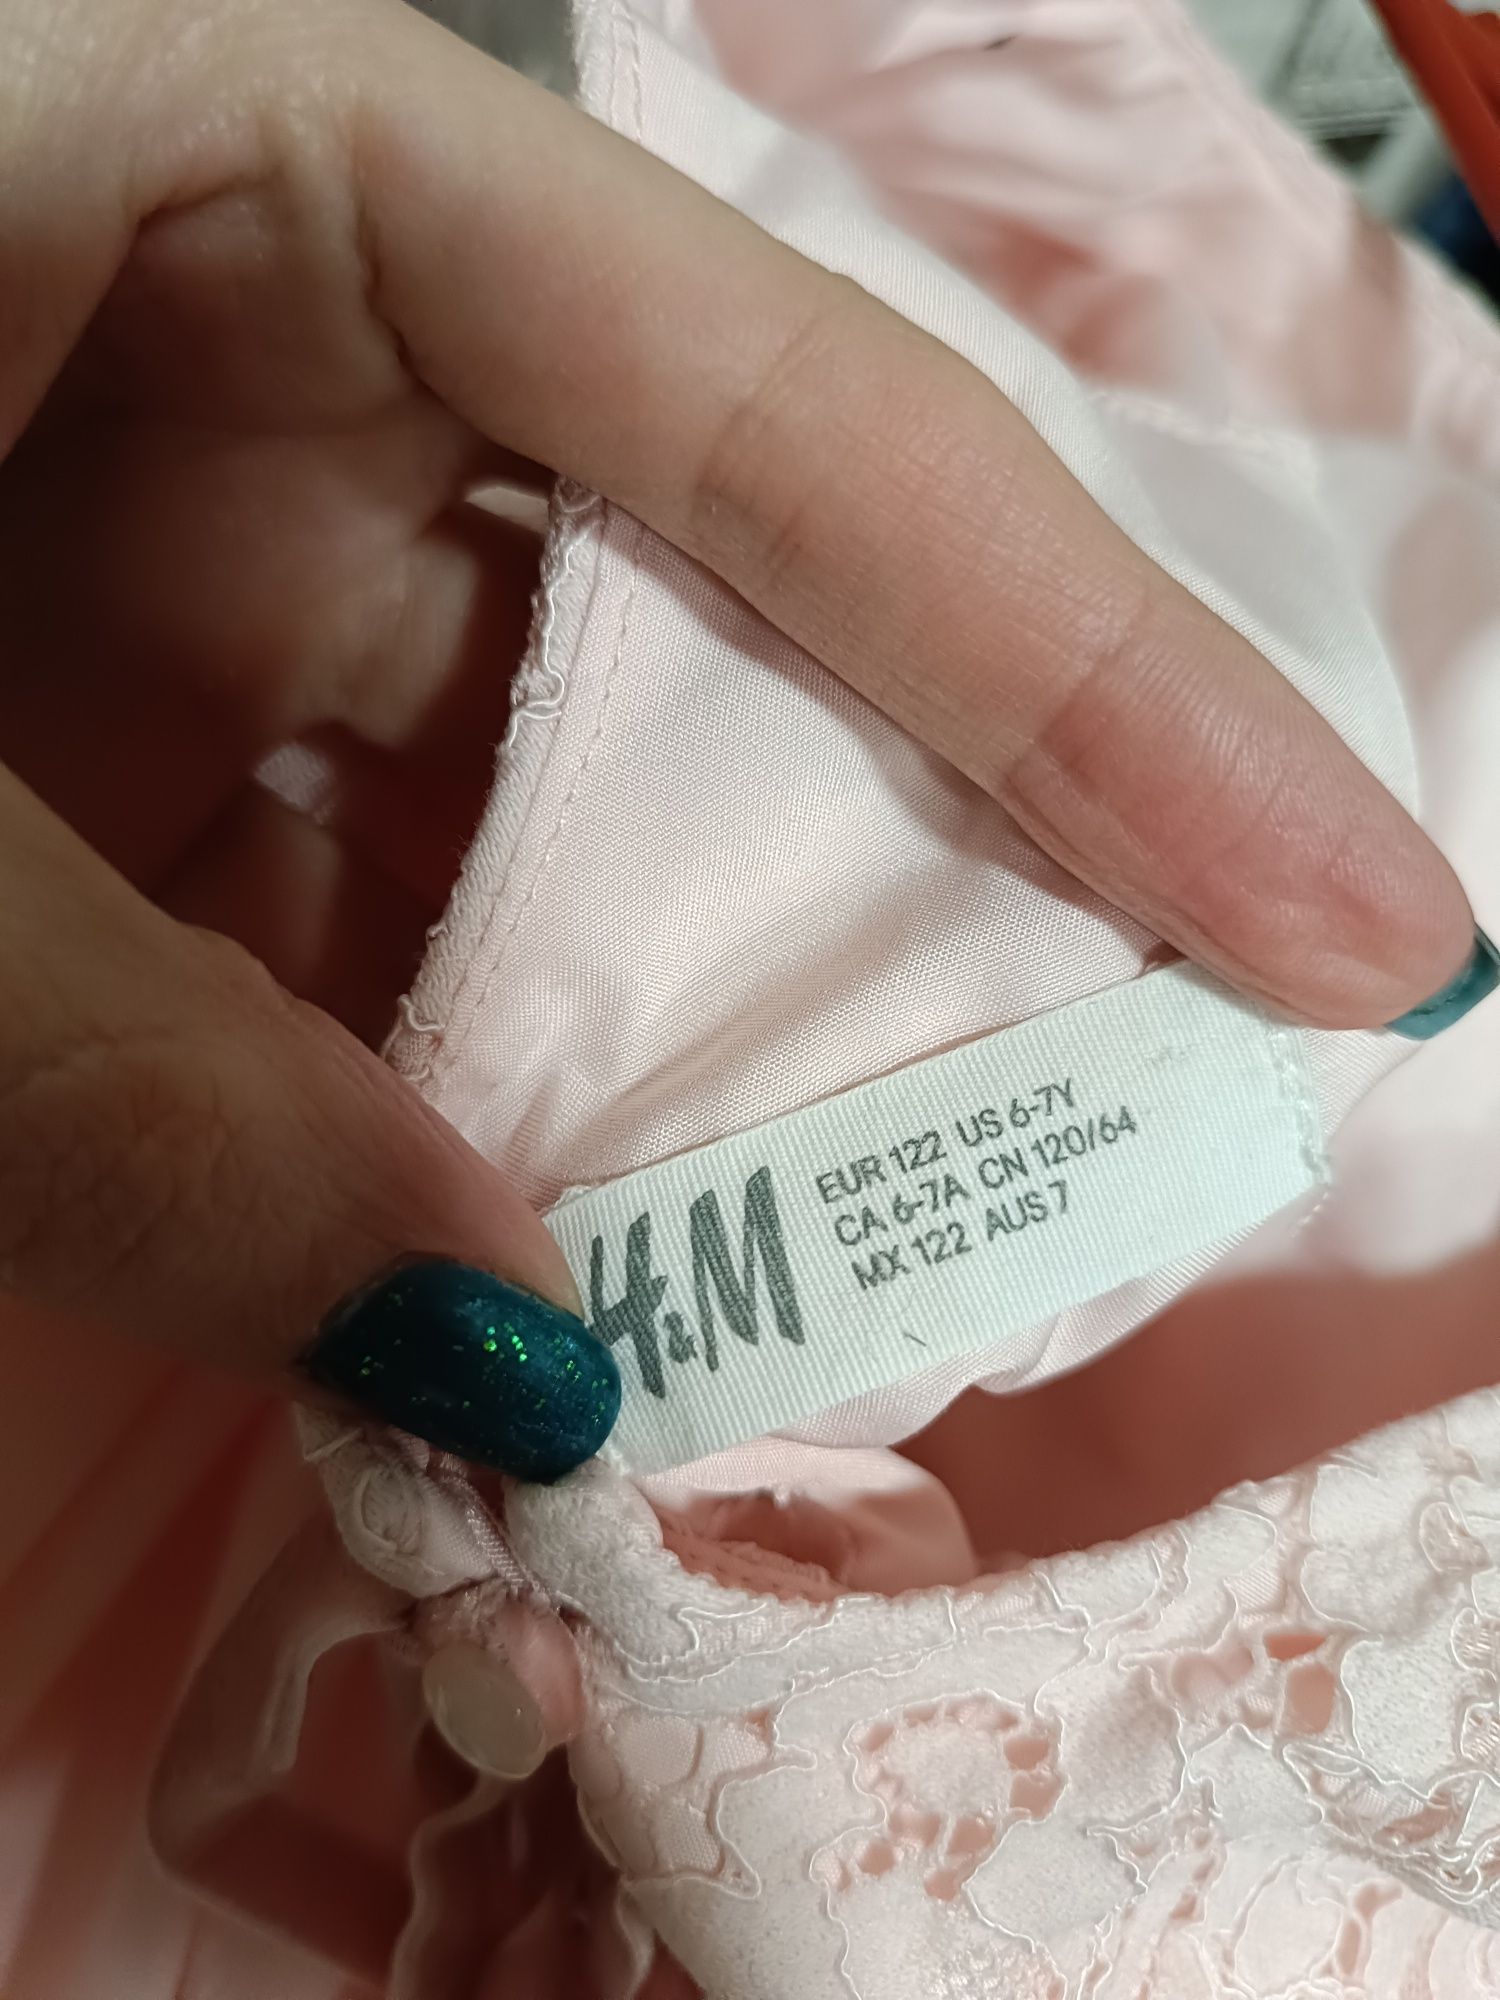 H&M
EUR 122 US 6-7Y
CA 6-7A CN 120/64
MX 122 AUS 7